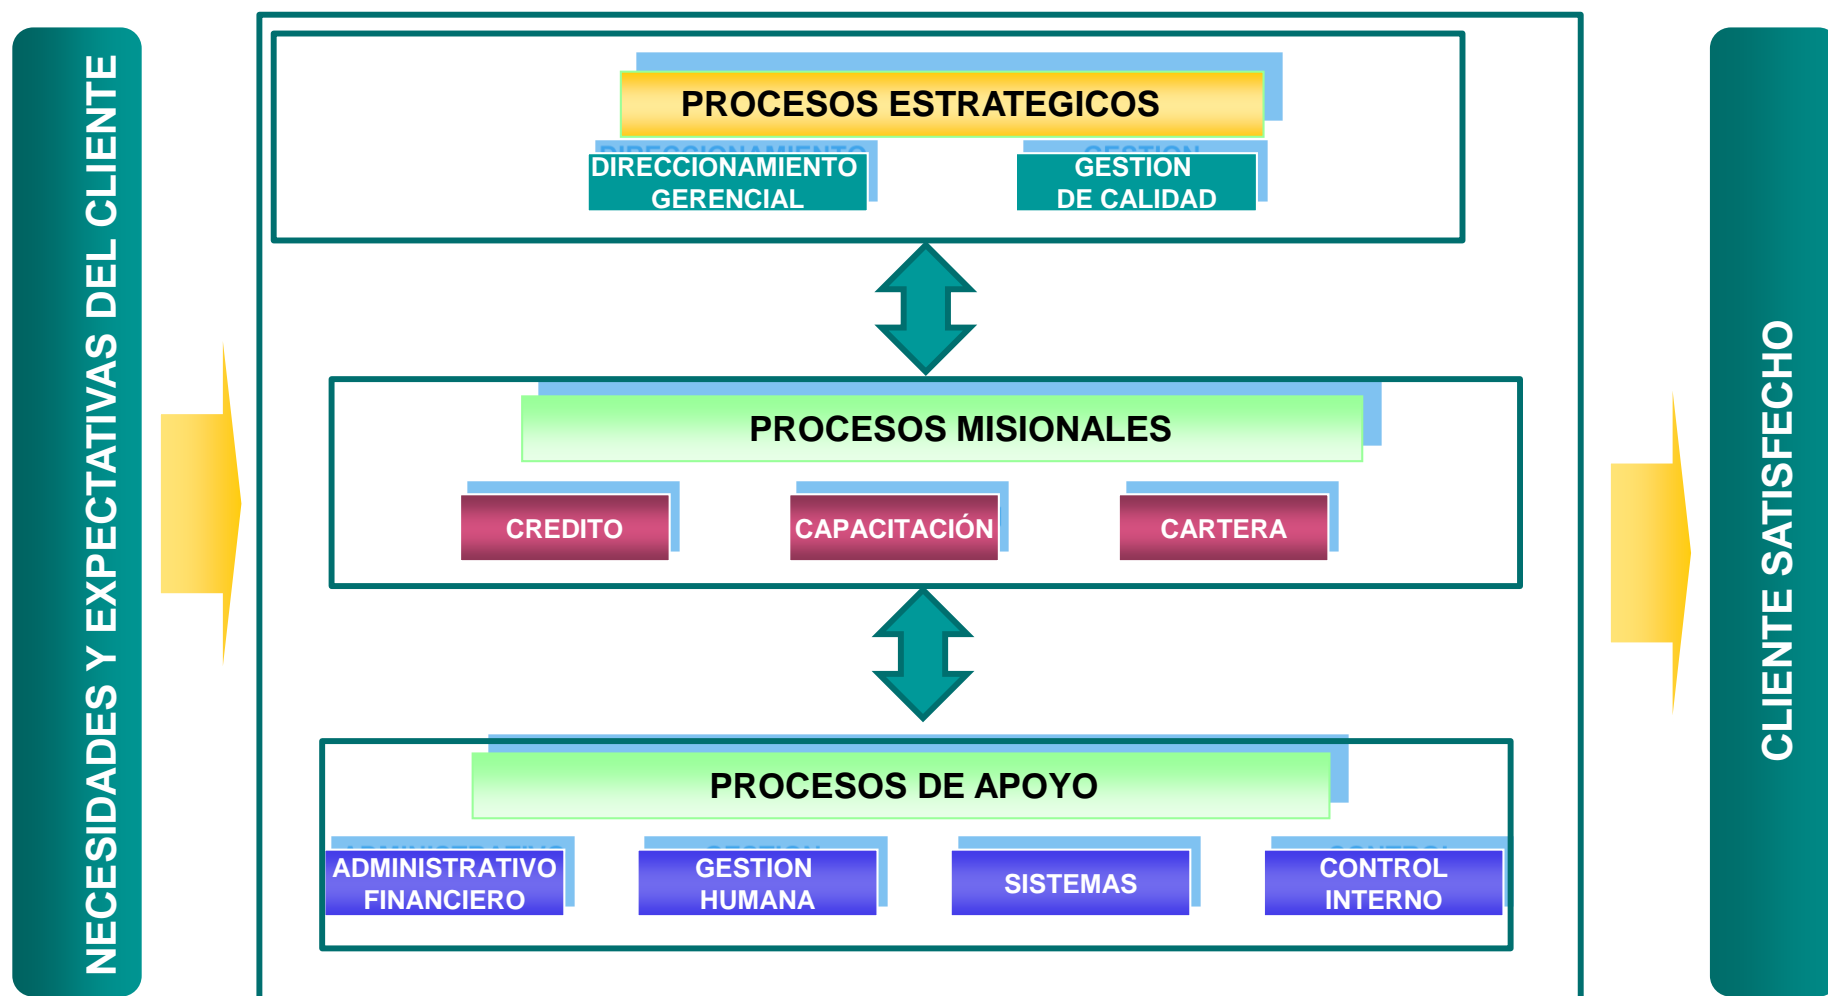 NECESIDADES Y EXPECTATIVAS DEL CLIENTE
PROCESOS ESTRATEGICOS
DIRECCIONAMIENTO
GERENCIAL
GESTION
DE CALIDAD
PROCESOS MISIONALES
CREDITO
CAPACITACIÓN
CARTERA
PROCESOS DE APOYO
ADMINISTRATIVO
FINANCIERO
GESTION
HUMANA
SISTEMAS
CONTROL
INTERNO
CLIENTE SATISFECHO